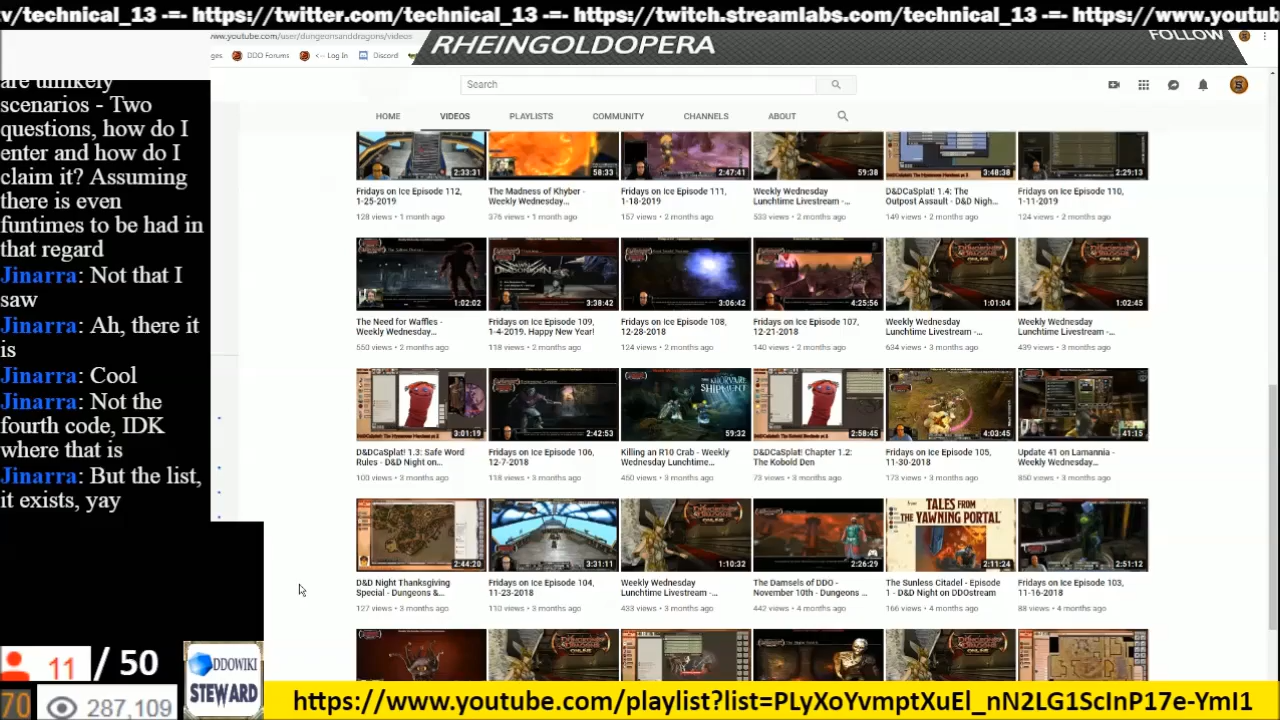 v/technical_13 -=- https://twitter.com/technical_13 -=- https://twitch.streamlabs.com/technical_13 -=- https://www.youtub
www.youtube.com/user/dungeonsanddragons/videos
RHEINGOLDOPERA
FOLLOW
ges DDO Forums <-- Log In Discord
Search
HOME VIDEOS PLAYLISTS COMMUNITY CHANNELS ABOUT
are unlikely
scenarios - Two
questions, how do I
enter and how do I
claim it? Assuming
there is even
funtimes to be had in
that regard
Jinarra: Not that I
saw
Jinarra: Ah, there it
is
Jinarra: Cool
Jinarra: Not the
fourth code, IDK
where that is
Jinarra: But the list,
it exists, yay
2:33:31 58:33 2:47:41 59:38 3:48:38 2:29:13
Fridays on Ice Episode 112, The Madness of Khyber - Fridays on Ice Episode 111, Weekly Wednesday D&DCaSplat! 1.4: The Fridays on Ice Episode 110,
1-25-2019 Weekly Wednesday... 1-18-2019 Lunchtime Livestream -... Outpost Assault - D&D Nigh... 1-11-2019
128 views • 1 month ago 376 views • 1 month ago 157 views • 2 months ago 533 views • 2 months ago 149 views • 2 months ago 124 views • 2 months ago
1:02:02 3:38:42 3:06:42 4:25:56 1:01:04 1:02:45
The Need for Waffles - Fridays on Ice Episode 109, Fridays on Ice Episode 108, Fridays on Ice Episode 107, Weekly Wednesday Weekly Wednesday
Weekly Wednesday... 1-4-2019. Happy New Year! 12-28-2018 12-21-2018 Lunchtime Livestream -... Lunchtime Livestream -...
550 views • 2 months ago 118 views • 2 months ago 124 views • 2 months ago 140 views • 2 months ago 634 views • 3 months ago 439 views • 3 months ago
SHIPMENT
3:01:19 2:42:53 59:32 2:58:45 4:03:45 41:15
D&DCaSplat! 1.3: Safe Word Fridays on Ice Episode 106, Killing an R10 Crab - Weekly D&DCaSplat! Chapter 1.2: Fridays on Ice Episode 105, Update 41 on Lamannia -
Rules - D&D Night on... 12-7-2018 Wednesday Lunchtime... The Kobold Den 11-30-2018 Weekly Wednesday...
100 views • 3 months ago 118 views • 3 months ago 450 views • 3 months ago 73 views • 3 months ago 173 views • 3 months ago 850 views • 3 months ago
TALES FROM
THE YAWNING PORTAL
2:44:20 3:31:11 1:10:32 2:26:29 2:11:24 2:51:12
D&D Night Thanksgiving Fridays on Ice Episode 104, Weekly Wednesday The Damsels of DDO - The Sunless Citadel - Episode Fridays on Ice Episode 103,
Special - Dungeons &... 11-23-2018 Lunchtime Livestream -... November 10th - Dungeons ... 1 - D&D Night on DDOstream 11-16-2018
127 views • 3 months ago 110 views • 3 months ago 433 views • 3 months ago 442 views • 4 months ago 166 views • 4 months ago 88 views • 4 months ago
11 / 50
70 287,109
DDOWIKI
STEWARD
https://www.youtube.com/playlist?list=PLyXoYvmptXuEl_nN2LG1ScInP17e-YmI1